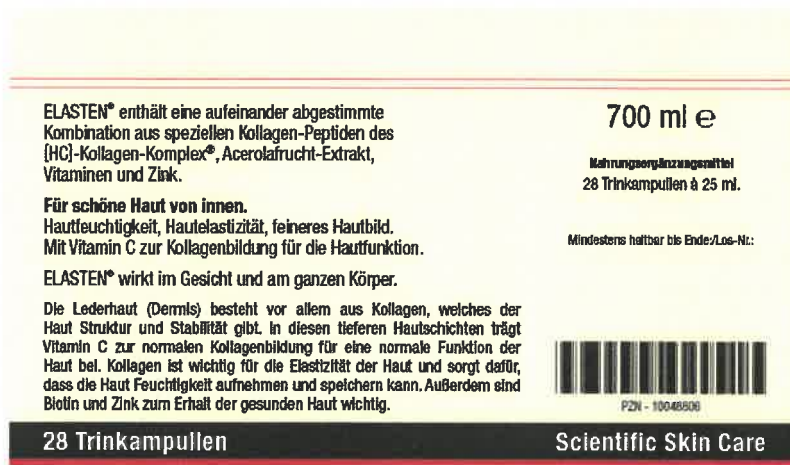 ELASTEN® enthält eine aufeinander abgestimmte
Kombination aus speziellen Kollagen-Peptiden des
[HC]-Kollagen-Komplex®, Acerolafrucht-Extrakt,
Vitaminen und Zink.
Für schöne Haut von innen.
Hautfeuchtigkeit, Hautelastizität, feineres Hautbild.
Mit Vitamin C zur Kollagenbildung für die Hautfunktion.
ELASTEN® wirkt im Gesicht und am ganzen Körper.
Die Lederhaut (Dermis) besteht vor allem aus Kollagen, welches der
Haut Struktur und Stabilität gibt. In diesen tieferen Hautschichten trägt
Vitamin C zur normalen Kollagenbildung für eine normale Funktion der
Haut bei. Kollagen ist wichtig für die Elastizität der Haut und sorgt dafür,
dass die Haut Feuchtigkeit aufnehmen und speichern kann. Außerdem sind
Biotin und Zink zum Erhalt der gesunden Haut wichtig.
700 ml ℮
Nahrungsergänzungsmittel
28 Trinkampullen à 25 ml.
Mindestens haltbar bis Ende:/Los-Nr.:
PZN - 10048806
28 Trinkampullen
Scientific Skin Care